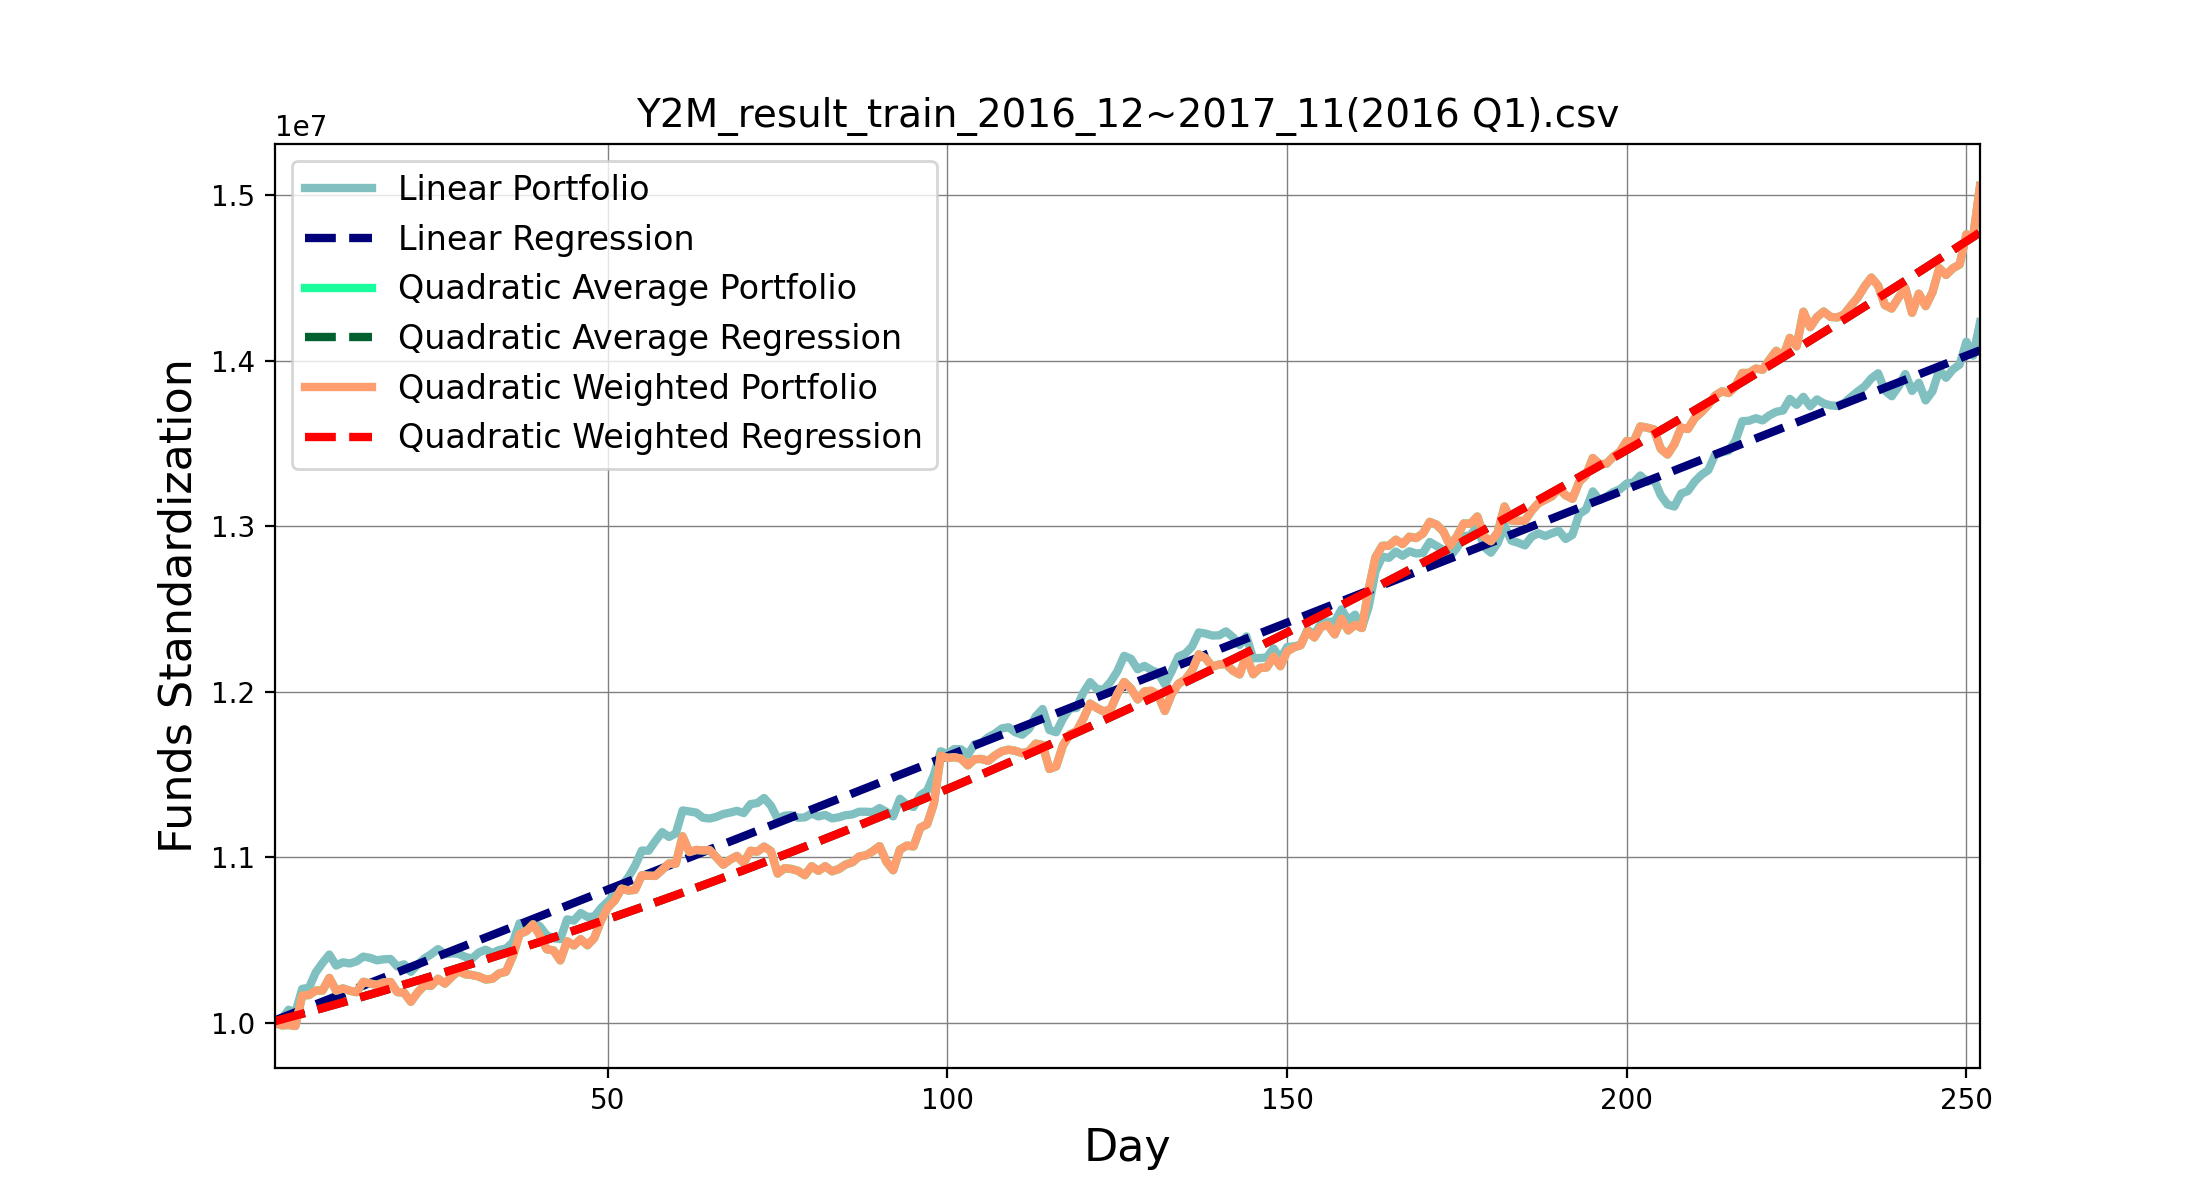 Y2M_result_train_2016_12~2017_11(2016 Q1).csv
1e7
Linear Portfolio
Linear Regression
Quadratic Average Portfolio
Quadratic Average Regression
Quadratic Weighted Portfolio
Quadratic Weighted Regression
1.5
1.4
1.3
1.2
1.1
1.0
Funds Standardization
50 100 150 200 250
Day